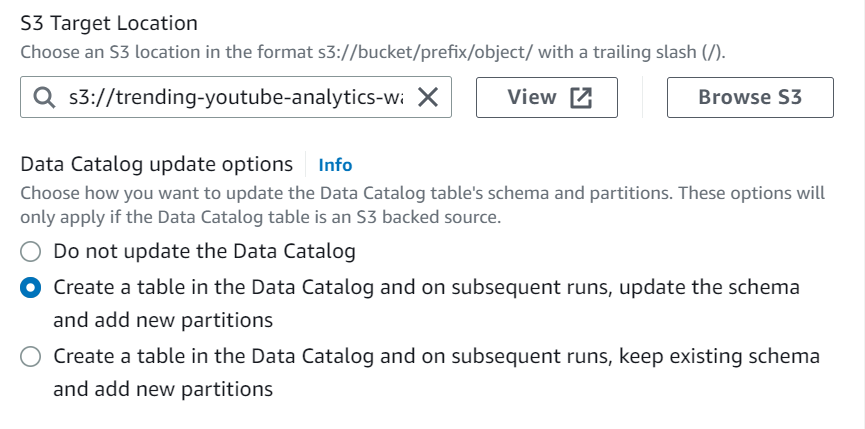 S3 Target Location
Choose an S3 location in the format s3://bucket/prefix/object/ with a trailing slash (/).
s3://trending-youtube-analytics-wa
View
Browse S3
Data Catalog update options
Info
Choose how you want to update the Data Catalog table's schema and partitions. These options will
only apply if the Data Catalog table is an S3 backed source.
Do not update the Data Catalog
Create a table in the Data Catalog and on subsequent runs, update the schema
and add new partitions
Create a table in the Data Catalog and on subsequent runs, keep existing schema
and add new partitions